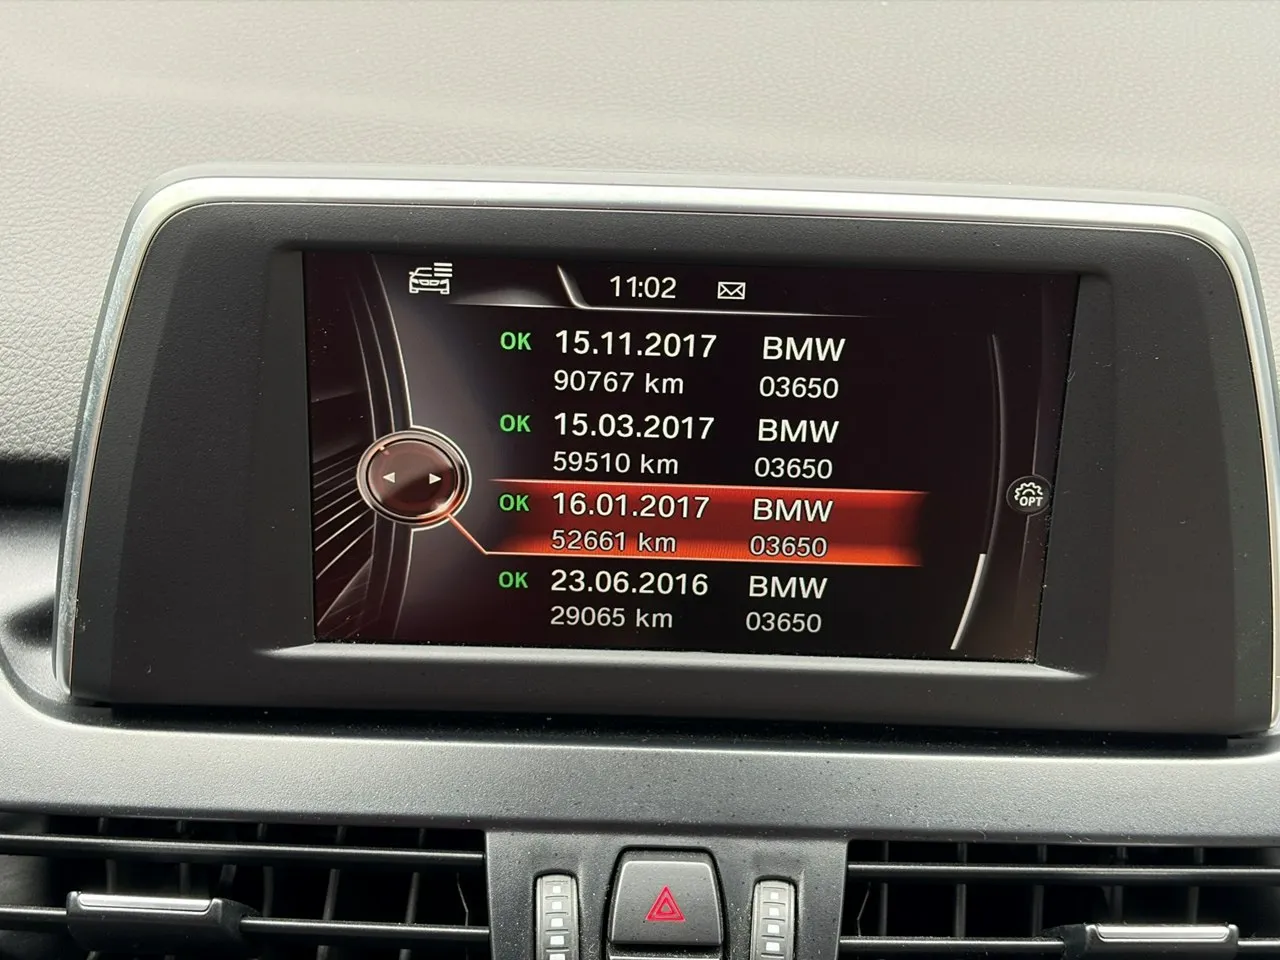 11:02
OK 15.11.2017 BMW
90767 km 03650
OK 15.03.2017 BMW
59510 km 03650
OK 16.01.2017 BMW
52661 km 03650
OK 23.06.2016 BMW
29065 km 03650
OPT